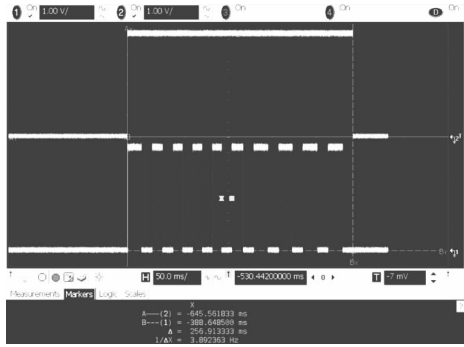 1 On 1.00 V/ 2 On 1.00 V/ 3 On 4 On On
H 50.0 ms/ -530.44200000 ms 0 T -7 mV
Measurements Markers Logic Scales
X
A——(2) = -645.561833 ms
B---(1) = -388.648500 ms
Δ = 256.913333 ms
1/ΔX = 3.892363 Hz